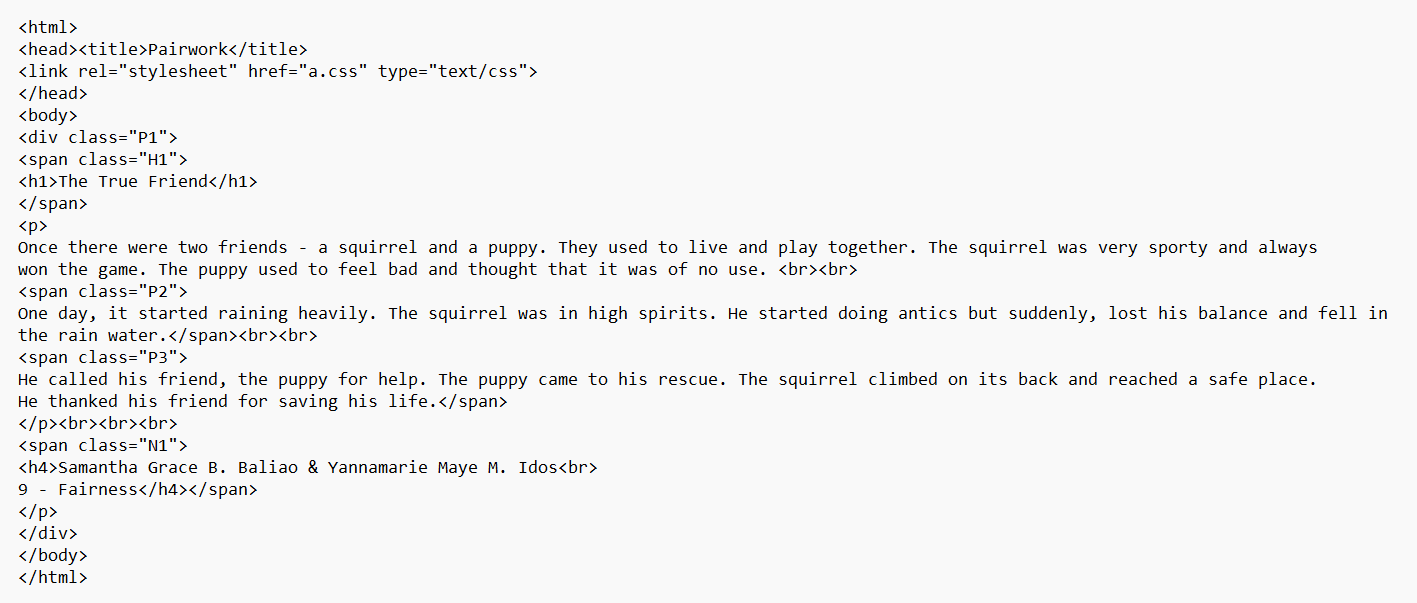 <html>
<head><title>Pairwork</title>
<link rel="stylesheet" href="a.css" type="text/css">
</head>
<body>
<div class="P1">
<span class="H1">
<h1>The True Friend</h1>
</span>
<p>
Once there were two friends - a squirrel and a puppy. They used to live and play together. The squirrel was very sporty and always
won the game. The puppy used to feel bad and thought that it was of no use. <br><br>
<span class="P2">
One day, it started raining heavily. The squirrel was in high spirits. He started doing antics but suddenly, lost his balance and fell in
the rain water.</span><br><br>
<span class="P3">
He called his friend, the puppy for help. The puppy came to his rescue. The squirrel climbed on its back and reached a safe place.
He thanked his friend for saving his life.</span>
</p><br><br><br>
<span class="N1">
<h4>Samantha Grace B. Baliao & Yannamarie Maye M. Idos<br>
9 - Fairness</h4></span>
</p>
</div>
</body>
</html>